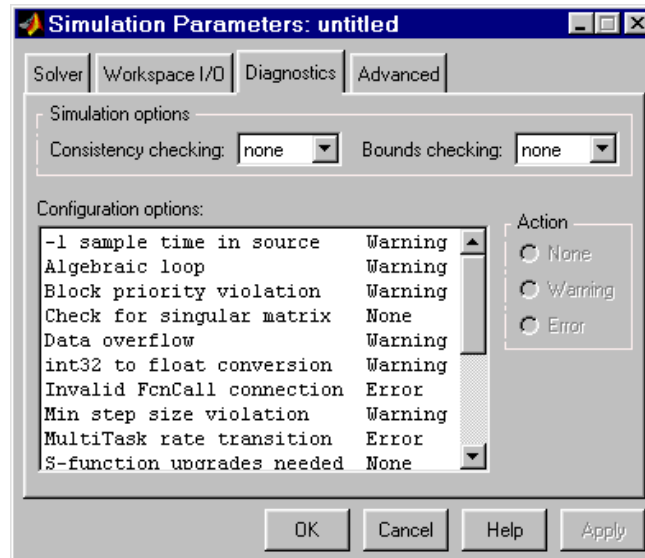 Simulation Parameters: untitled
Solver Workspace I/O Diagnostics Advanced
Simulation options
Consistency checking: none Bounds checking: none
Configuration options:
Action
-1 sample time in source Warning
Algebraic loop Warning
Block priority violation Warning
Check for singular matrix None
Data overflow Warning
int32 to float conversion Warning
Invalid FcnCall connection Error
Min step size violation Warning
MultiTask rate transition Error
S-function upgrades needed None
None
Warning
Error
OK Cancel Help Apply